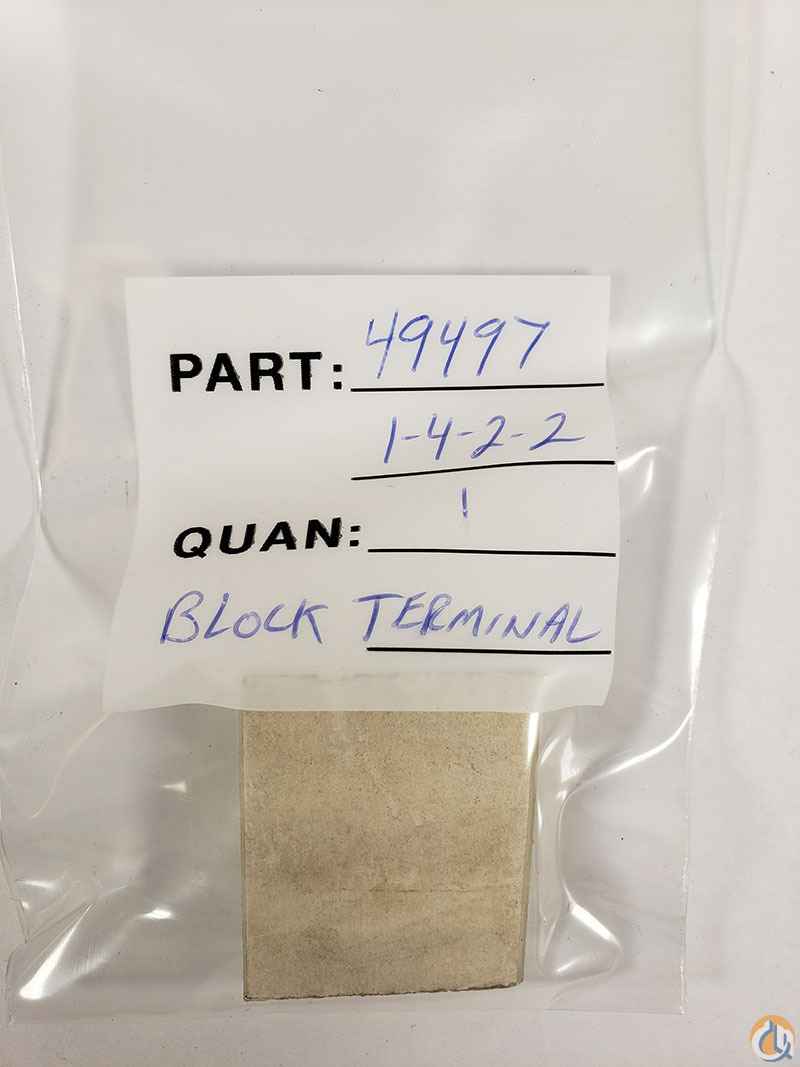 PART: 49497
1-4-2-2
QUAN: 1
BLOCK TERMINAL